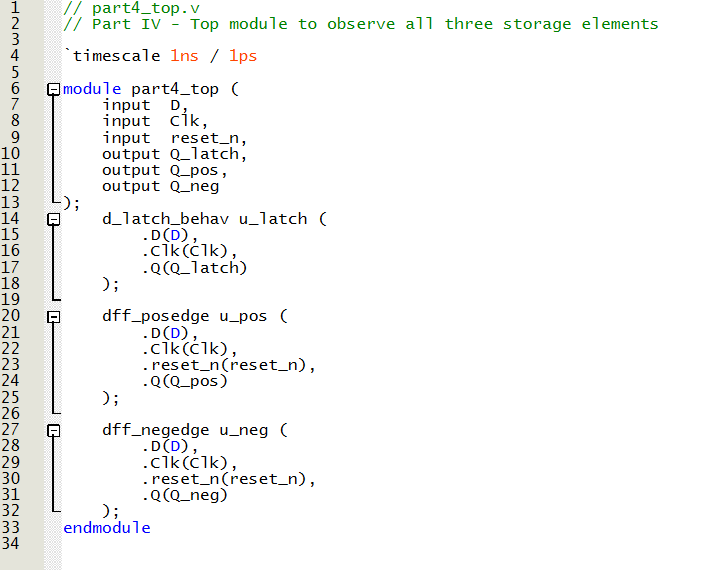 1 // part4_top.v
2 // Part IV - Top module to observe all three storage elements
3
4 `timescale 1ns / 1ps
5
6 module part4_top (
7     input  D,
8     input  Clk,
9     input  reset_n,
10     output Q_latch,
11     output Q_pos,
12     output Q_neg
13 );
14     d_latch_behav u_latch (
15         .D(D),
16         .Clk(Clk),
17         .Q(Q_latch)
18     );
19
20     dff_posedge u_pos (
21         .D(D),
22         .Clk(Clk),
23         .reset_n(reset_n),
24         .Q(Q_pos)
25     );
26
27     dff_negedge u_neg (
28         .D(D),
29         .Clk(Clk),
30         .reset_n(reset_n),
31         .Q(Q_neg)
32     );
33 endmodule
34